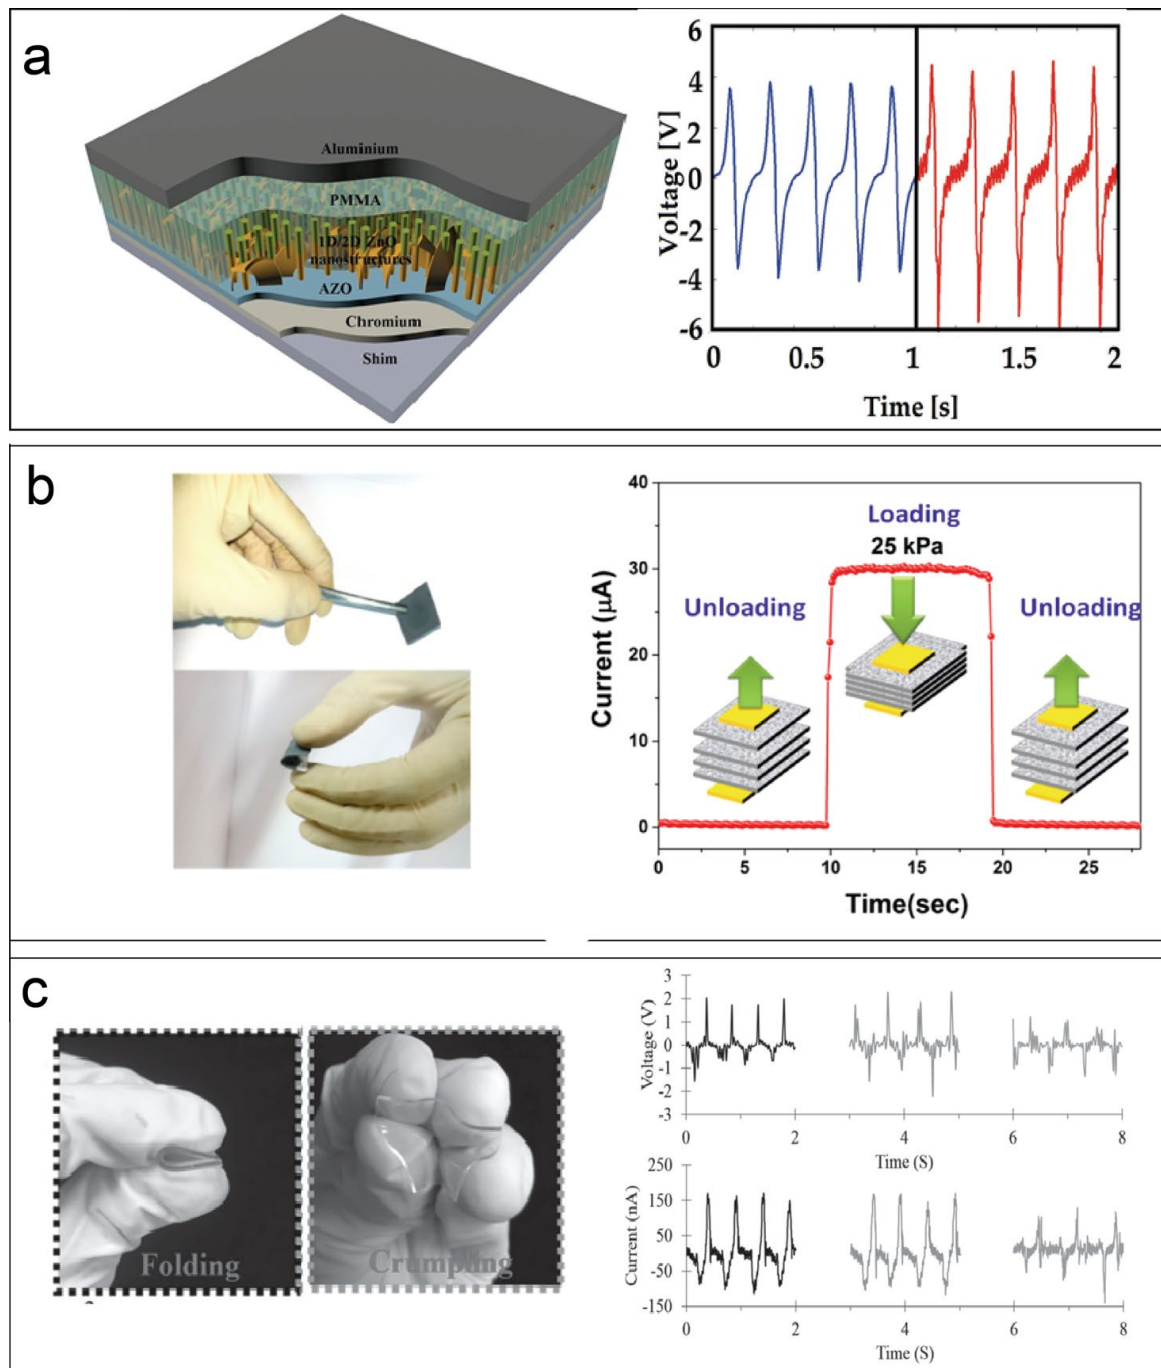 a
Aluminium
PMMA
1D/2D ZnO
nanostructures
AZO
Chromium
Shim
Voltage [V]
6
4
2
0
-2
-4
-6
0
0.5
1
1.5
2
Time [s]
b
Current (μA)
40
30
20
10
0
Loading
25 kPa
Unloading
Unloading
0
5
10
15
20
25
Time(sec)
c
Folding
Crumpling
Voltage (V)
3
2
1
0
-1
-2
-3
0
2
4
6
8
Time (S)
Current (nA)
250
150
50
-50
-150
0
2
4
6
8
Time (S)